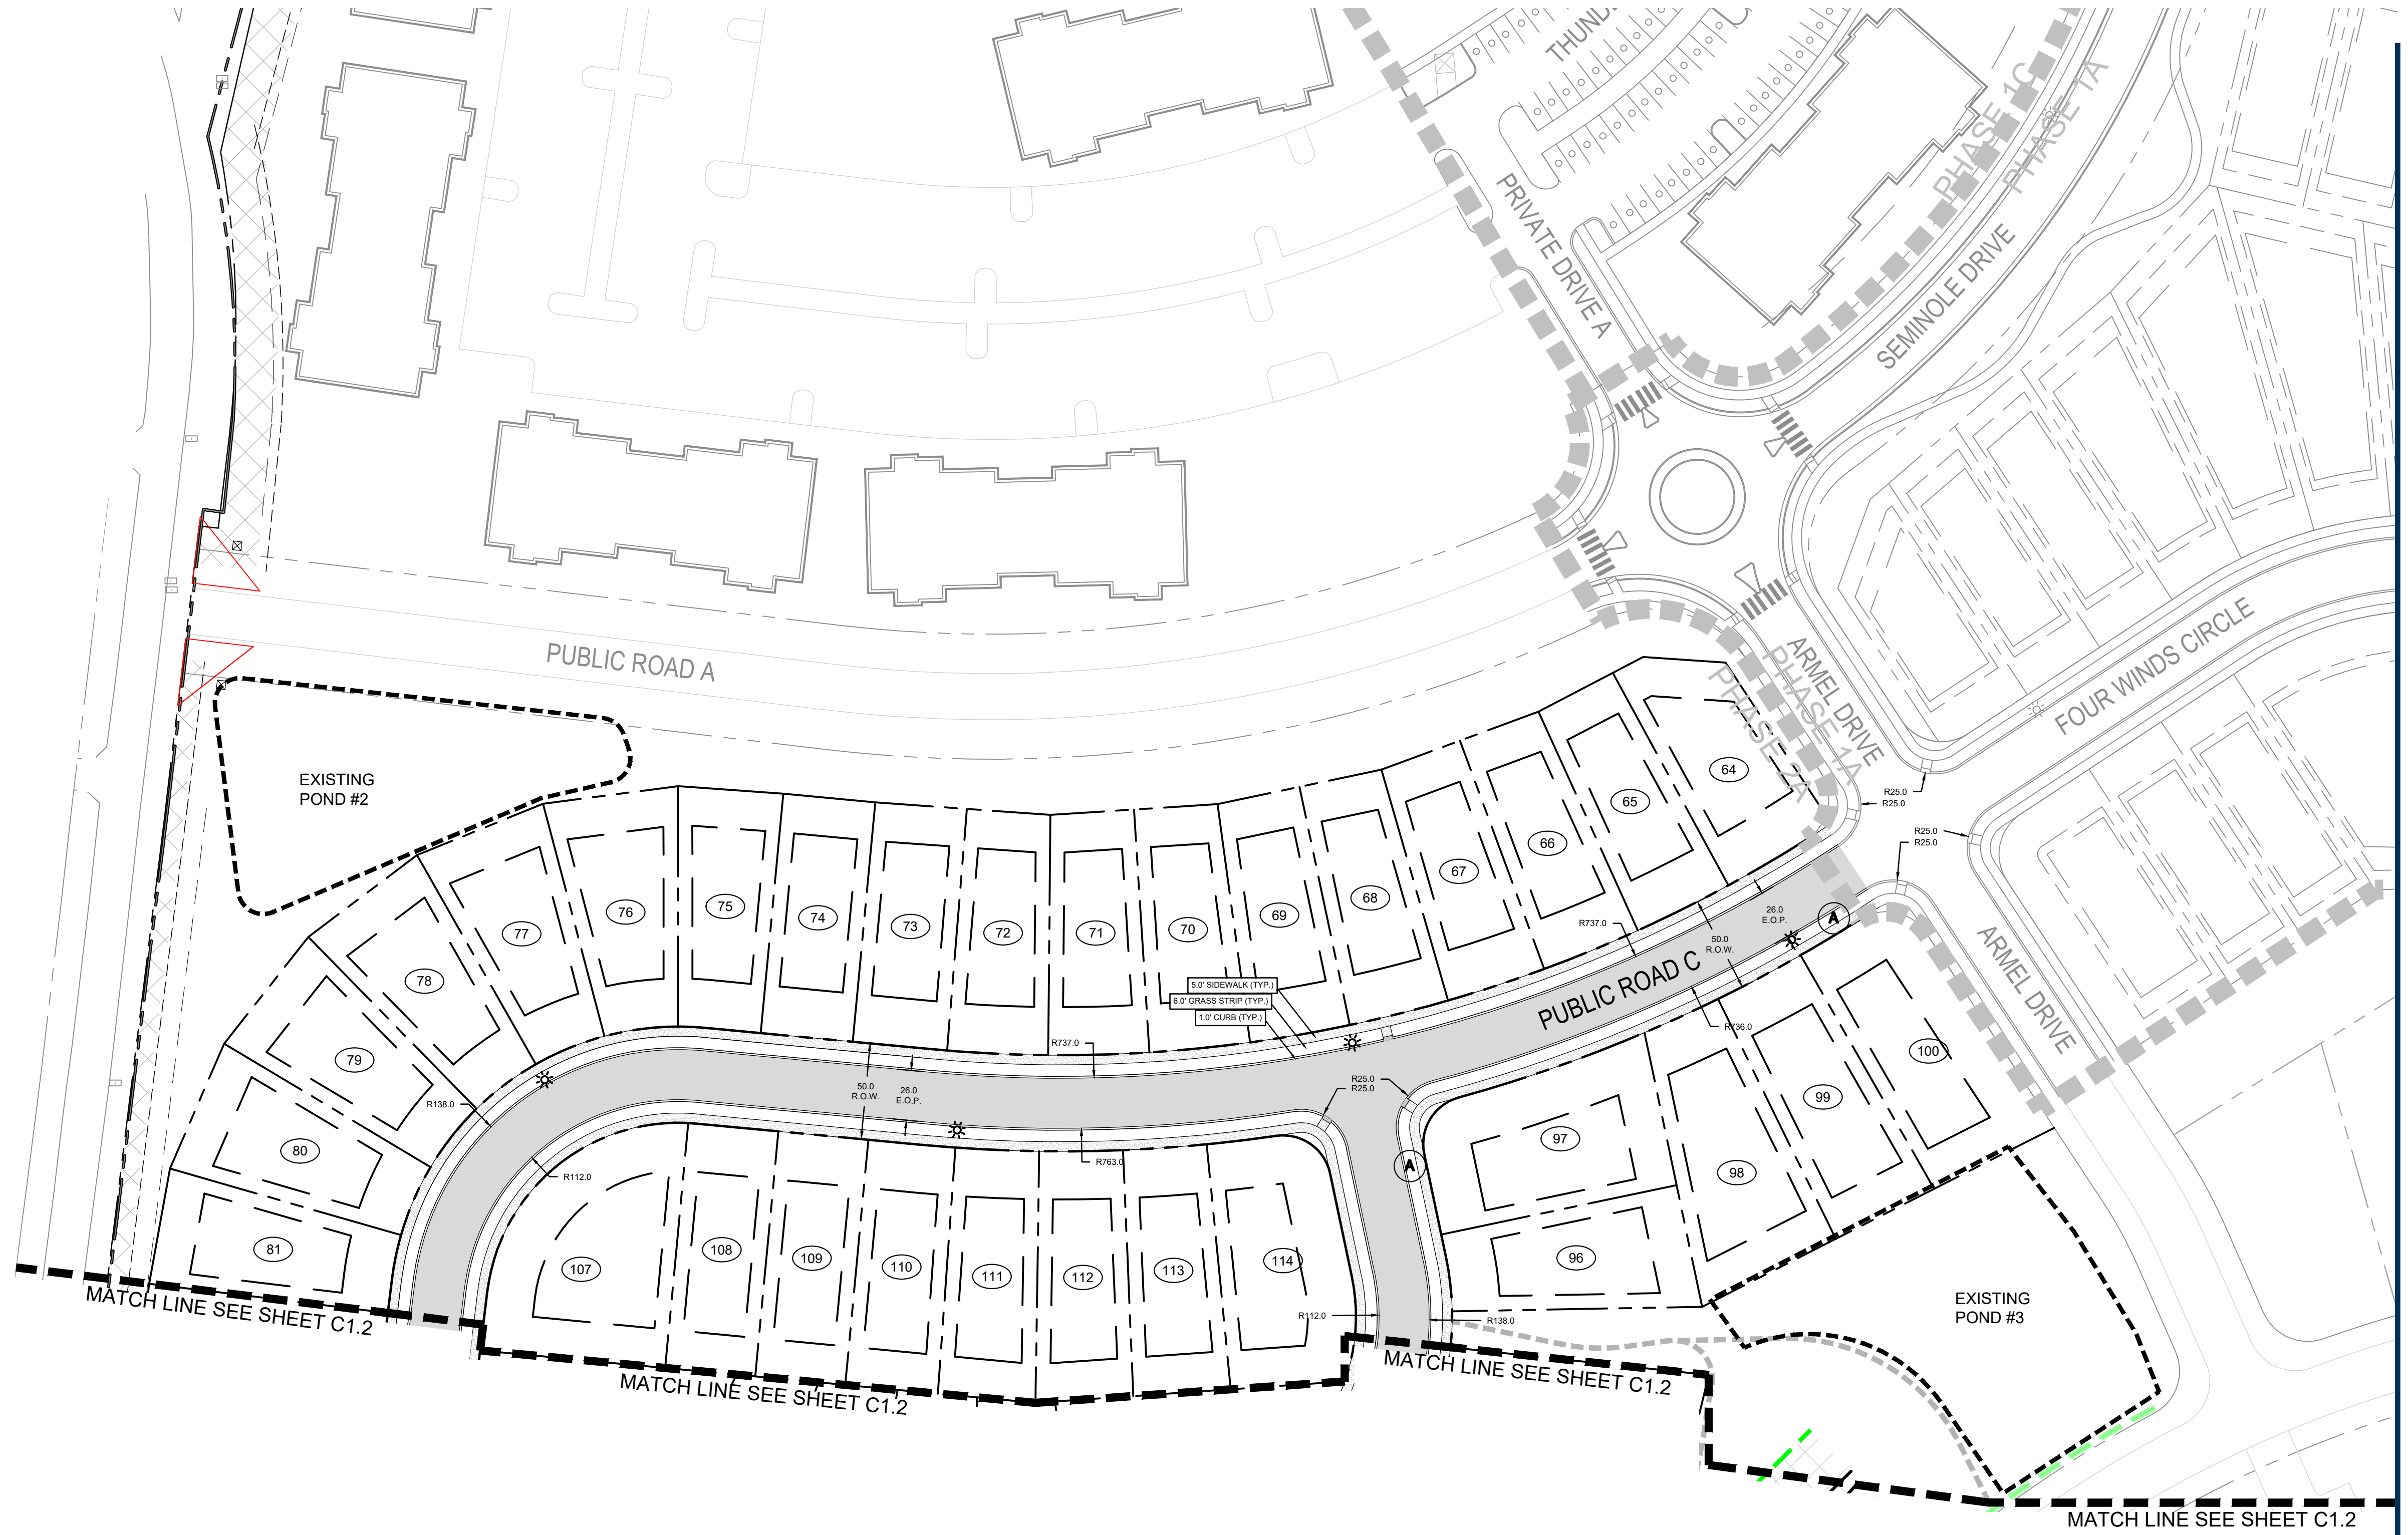 THUND
PHASE 1C
PHASE 1A
PRIVATE DRIVE A
SEMINOLE DRIVE
PUBLIC ROAD A
ARMEL DRIVE
PHASE 1A
PHASE 2A
FOUR WINDS CIRCLE
EXISTING
POND #2
64
65
66
67
68
69
70
71
72
73
74
75
76
77
78
79
80
81
R25.0
R25.0
R25.0
R25.0
26.0
E.O.P.
A
50.0
R.O.W.
R737.0
PUBLIC ROAD C
R736.0
ARMEL DRIVE
5.0' SIDEWALK (TYP.)
6.0' GRASS STRIP (TYP.)
1.0' CURB (TYP.)
R737.0
50.0
R.O.W.
26.0
E.O.P.
R25.0
R25.0
R138.0
R763.0
R112.0
A
100
99
98
97
96
107
108
109
110
111
112
113
114
R112.0
R138.0
EXISTING
POND #3
MATCH LINE SEE SHEET C1.2
MATCH LINE SEE SHEET C1.2
MATCH LINE SEE SHEET C1.2
MATCH LINE SEE SHEET C1.2